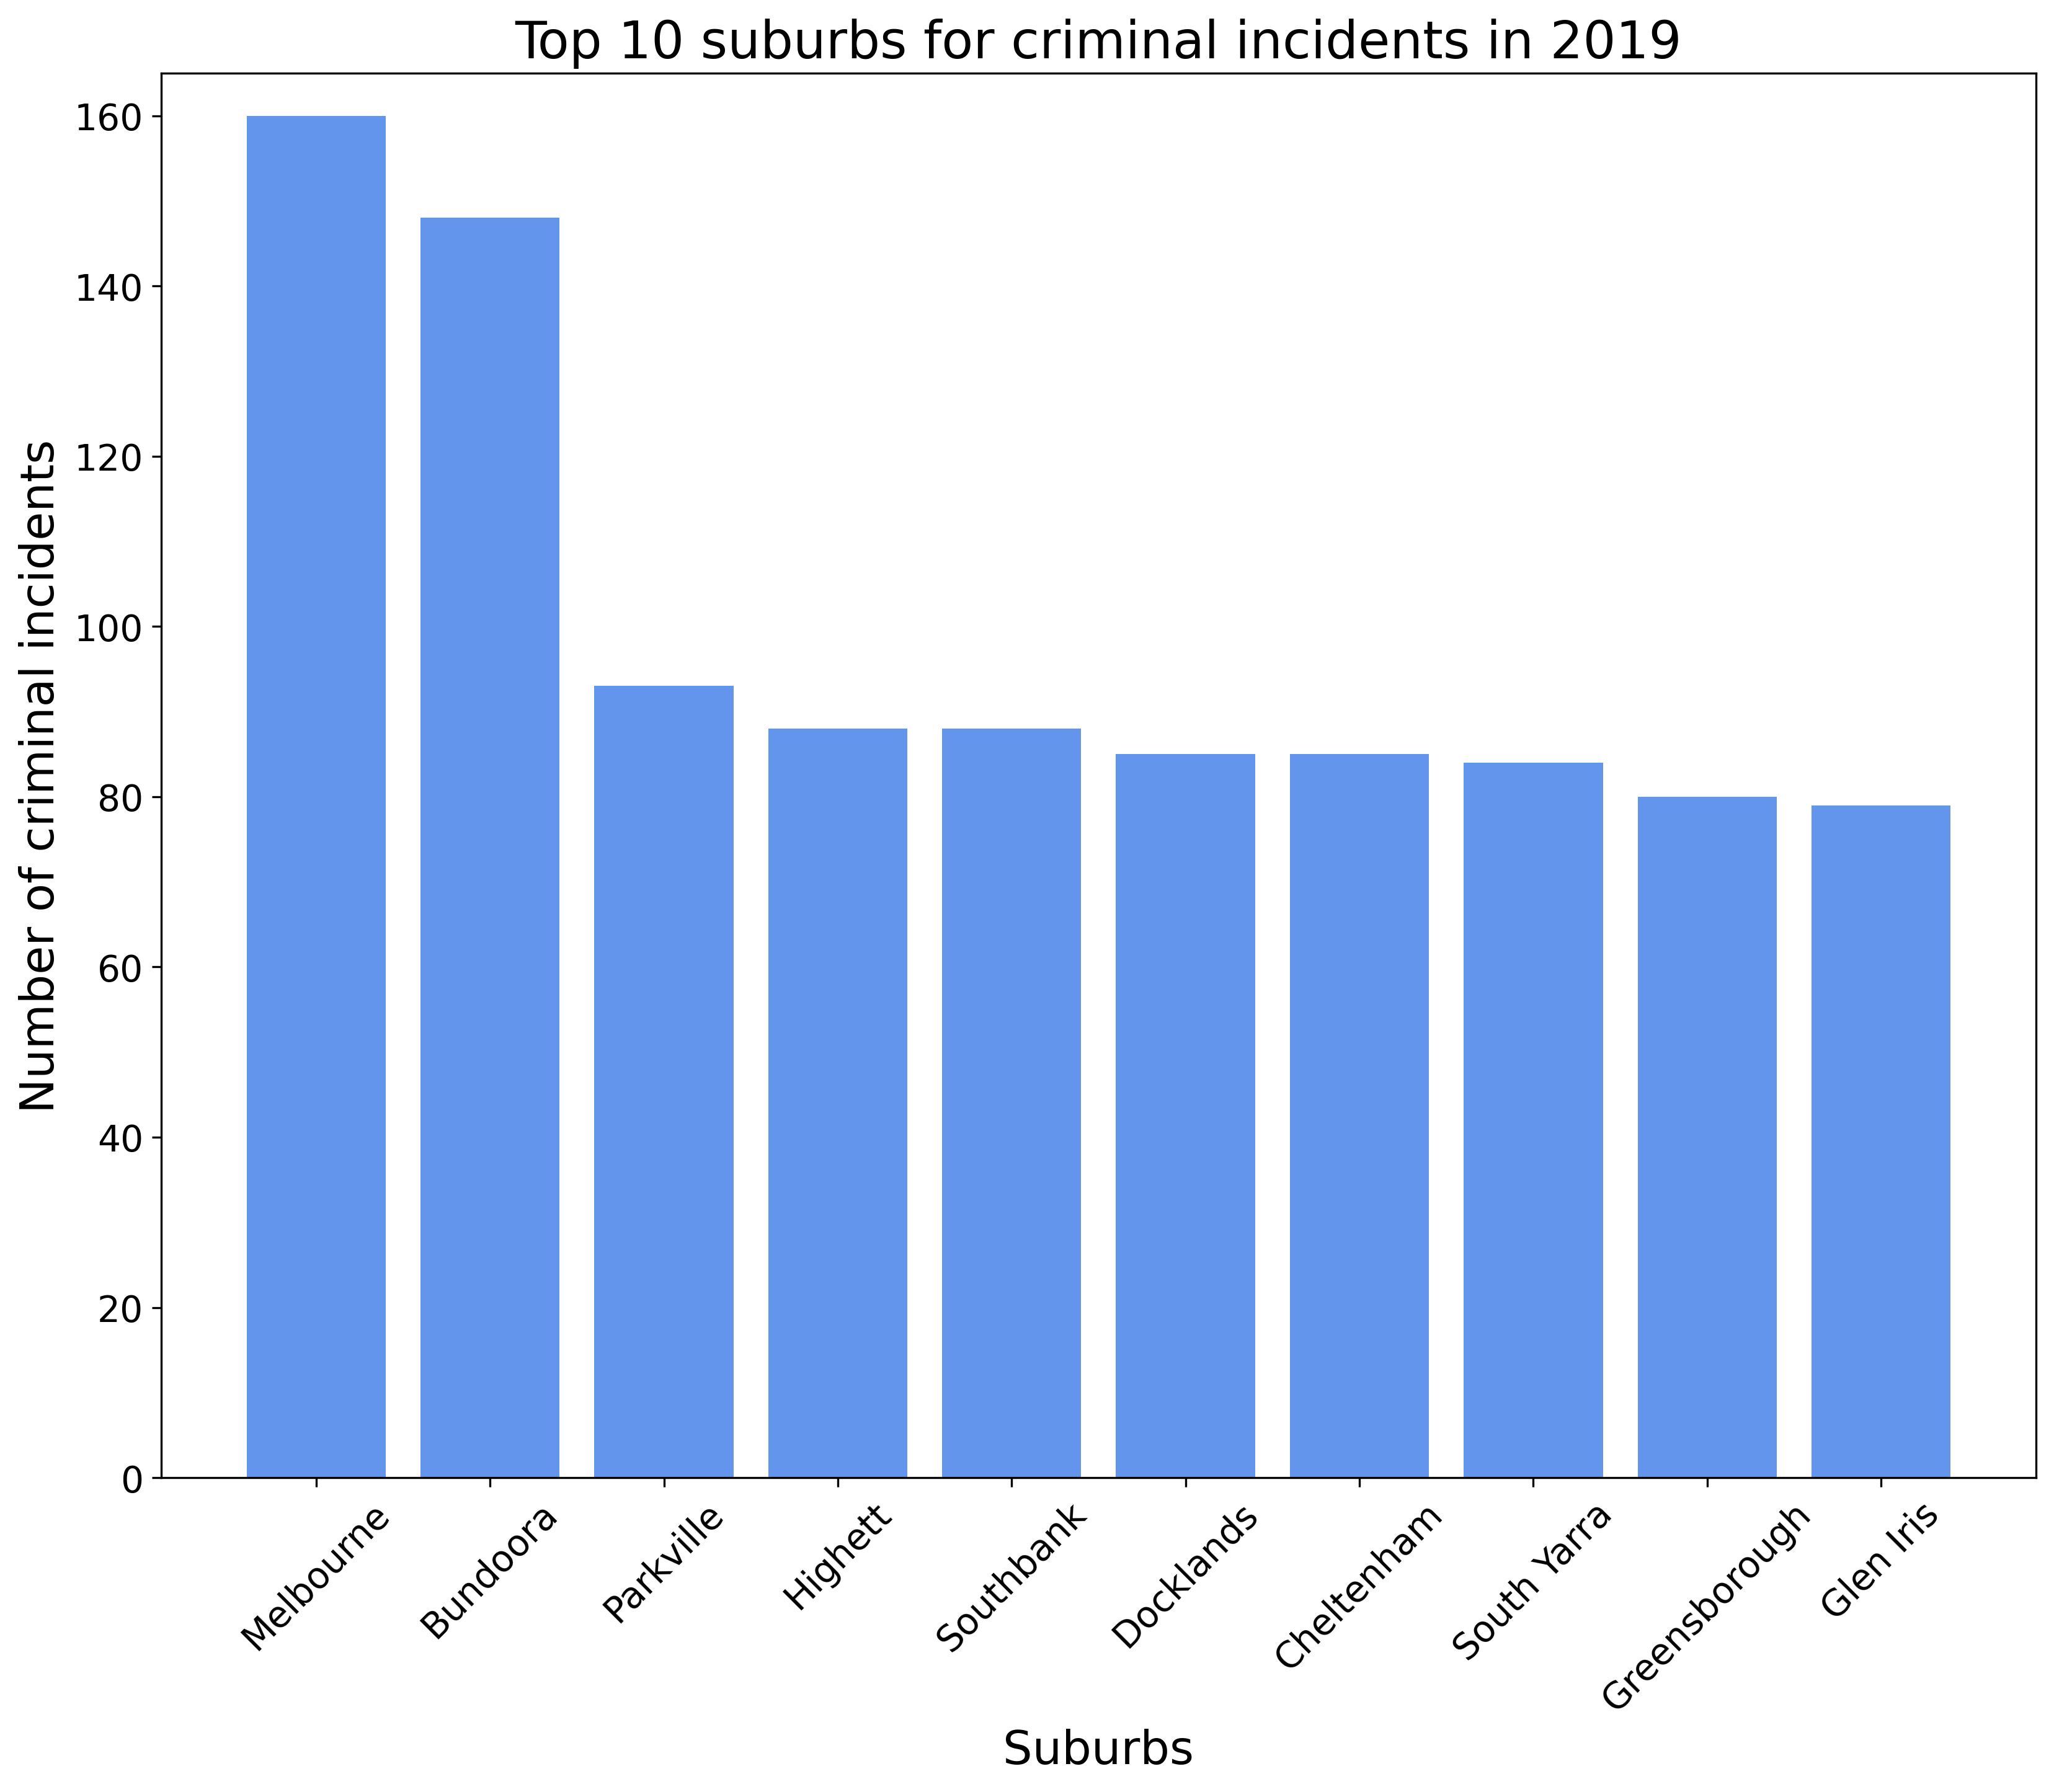 Top 10 suburbs for criminal incidents in 2019
Number of criminal incidents
160
140
120
100
80
60
40
20
0
Melbourne
Bundoora
Parkville
Highett
Southbank
Docklands
Cheltenham
South Yarra
Greensborough
Glen Iris
Suburbs